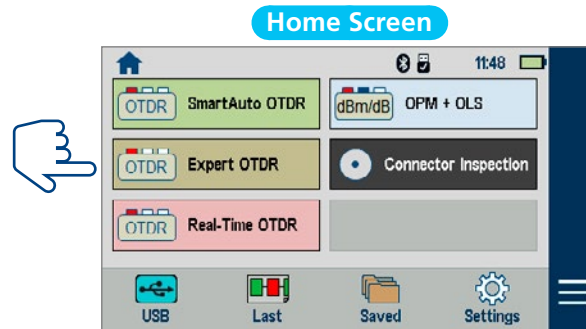 Home Screen
11:48
OTDR SmartAuto OTDR
dBm/dB OPM + OLS
OTDR Expert OTDR
Connector Inspection
OTDR Real-Time OTDR
USB Last Saved Settings